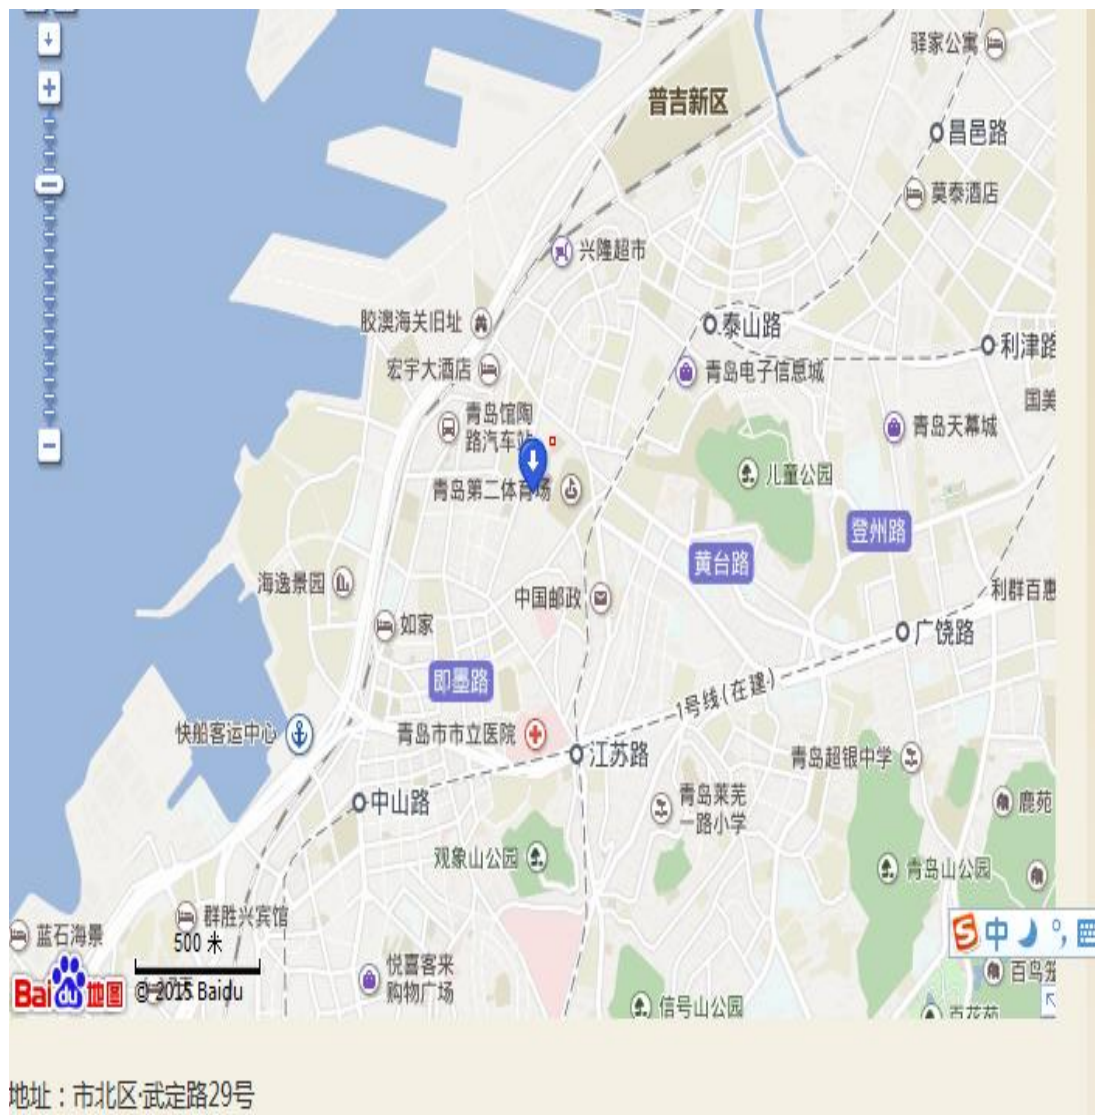 驿家公寓
普吉新区
昌邑路
莫泰酒店
兴隆超市
胶澳海关旧址
泰山路
利津路
宏宇大酒店
青岛电子信息城
国美
青岛馆陶
路汽车站
青岛天幕城
儿童公园
青岛第二体育场
登州路
黄台路
海逸景园
中国邮政
利群百惠
如家
广饶路
即墨路
1号线(在建)
快船客运中心
青岛市市立医院
江苏路
青岛超银中学
中山路
青岛莱芜
一路小学
鹿苑
观象山公园
青岛山公园
群胜兴宾馆
蓝石海景
中
500 米
悦喜客来
购物广场
百鸟笼
Bai du 地图
© 2015 Baidu
信号山公园
百花苑
地址：市北区·武定路29号